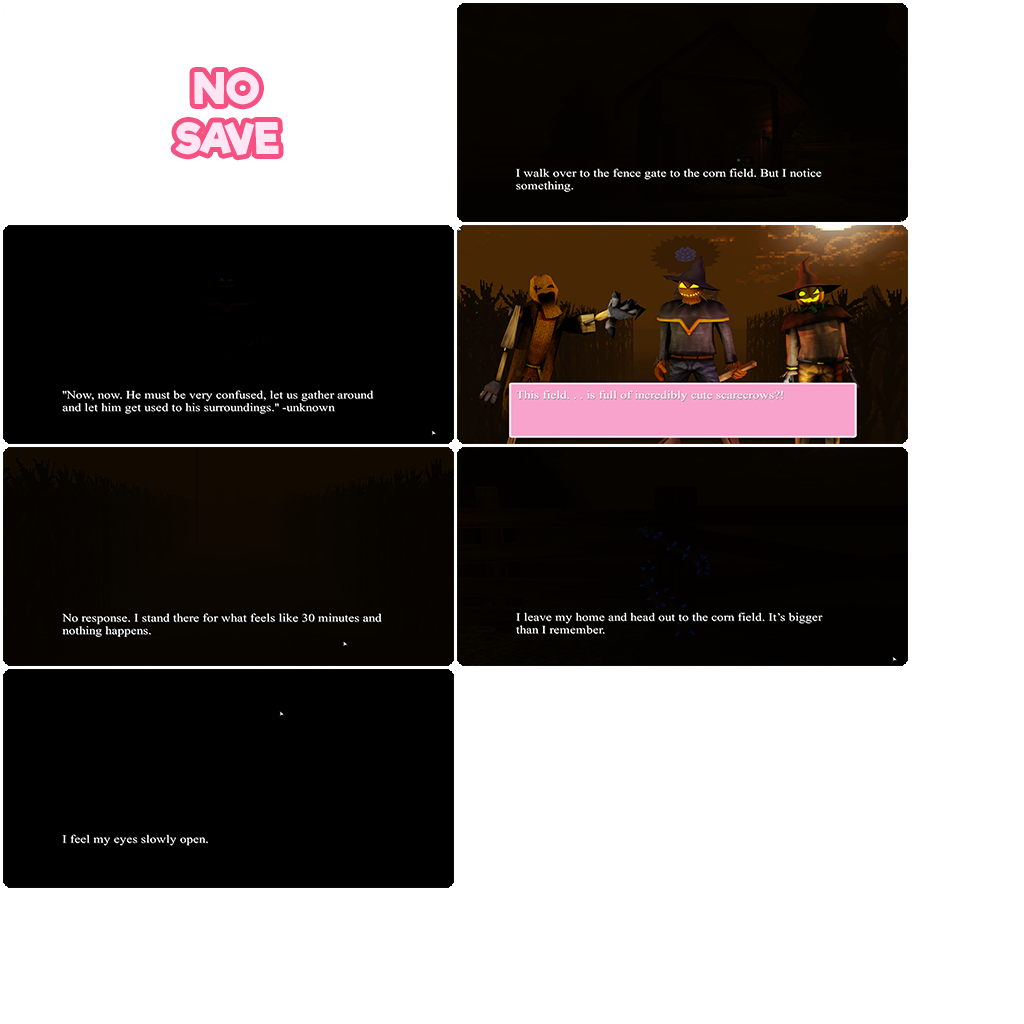 NO
SAVE
I walk over to the fence gate to the corn field. But I notice
something.
"Now, now. He must be very confused, let us gather around
and let him get used to his surroundings." -unknown
This field. . . is full of incredibly cute scarecrows?!
No response. I stand there for what feels like 30 minutes and
nothing happens.
I leave my home and head out to the corn field. It’s bigger
than I remember.
I feel my eyes slowly open.